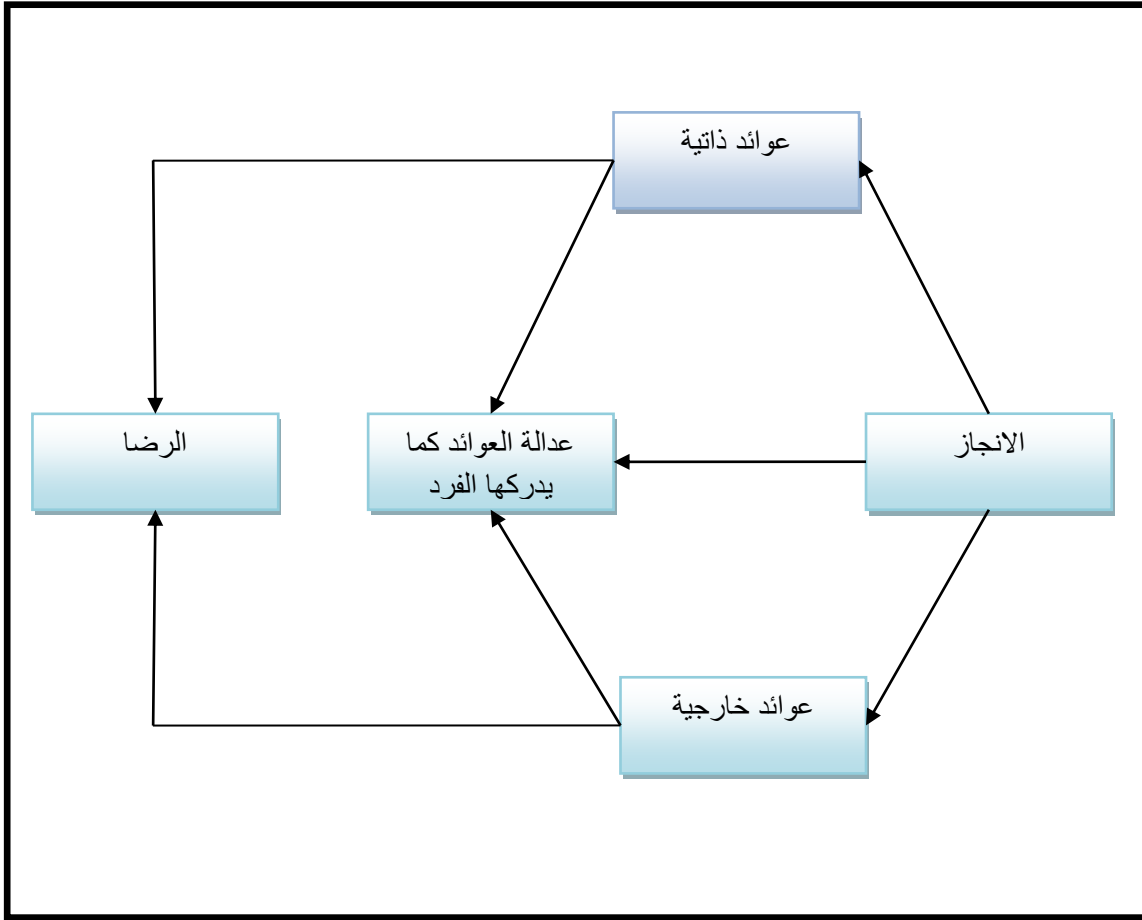 عوائد ذاتية
الانجاز
عدالة العوائد كما
يدركها الفرد
الرضا
عوائد خارجية